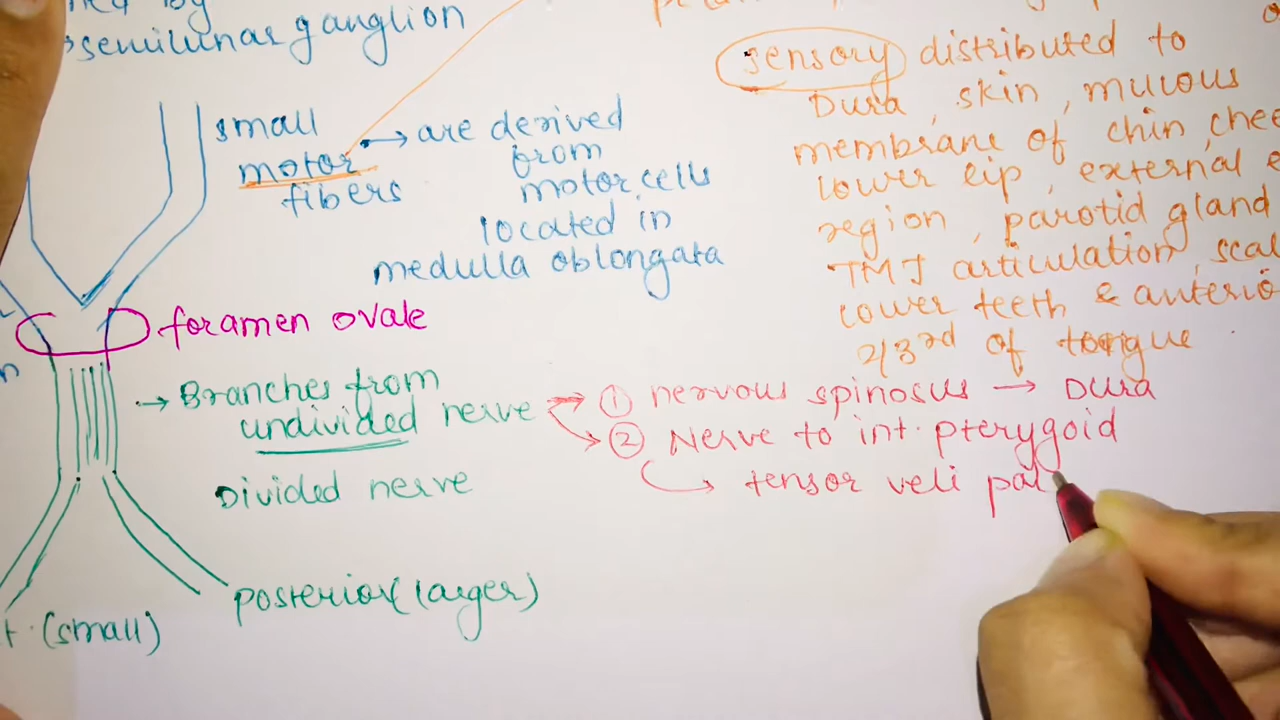 by
semilunar ganglion
small
motor → are derived
fibers from
motor cells
located in
medulla oblongata
foramen ovale
→ Branches from
undivided nerve
Divided nerve
posterior (larger)
(small)
sensory distributed to
Dura, skin, mucous
membrane of chin,
lower lip, external
region, parotid gland
TMJ articulation,
lower teeth &
2/3rd of tongue
① nervous spinosus → Dura
② Nerve to int. pterygoid
→ tensor veli pal